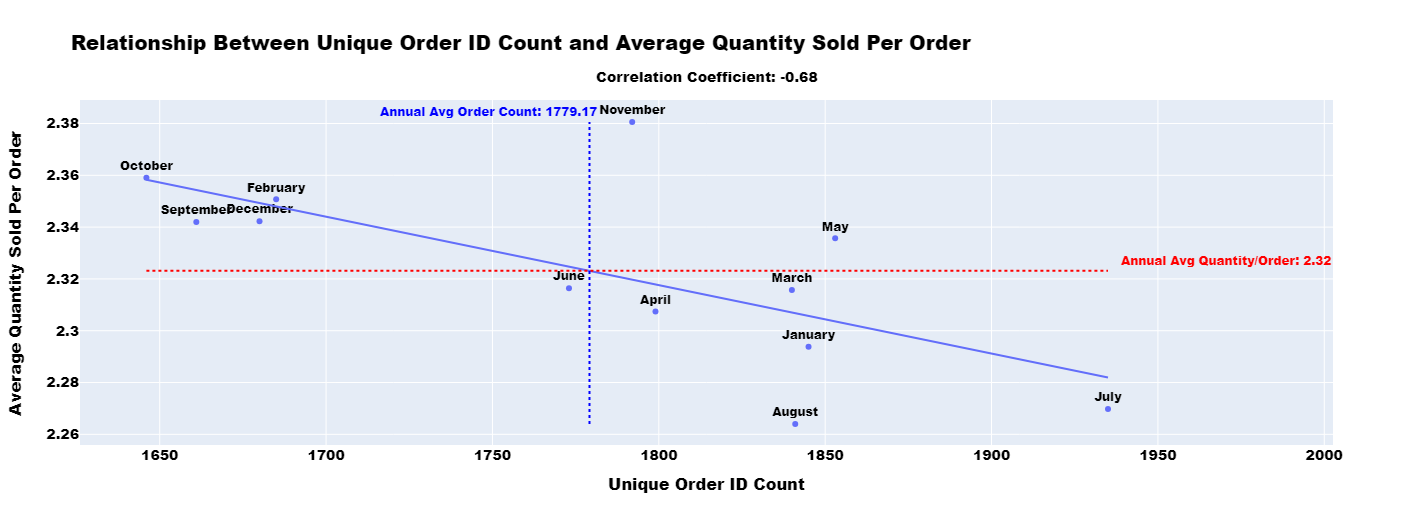 Relationship Between Unique Order ID Count and Average Quantity Sold Per Order
Correlation Coefficient: -0.68
Average Quantity Sold Per Order
2.38
2.36
2.34
2.32
2.3
2.28
2.26
Annual Avg Order Count: 1779.17
November
October
February
September
December
May
Annual Avg Quantity/Order: 2.32
June
March
April
January
July
August
1650
1700
1750
1800
1850
1900
1950
2000
Unique Order ID Count